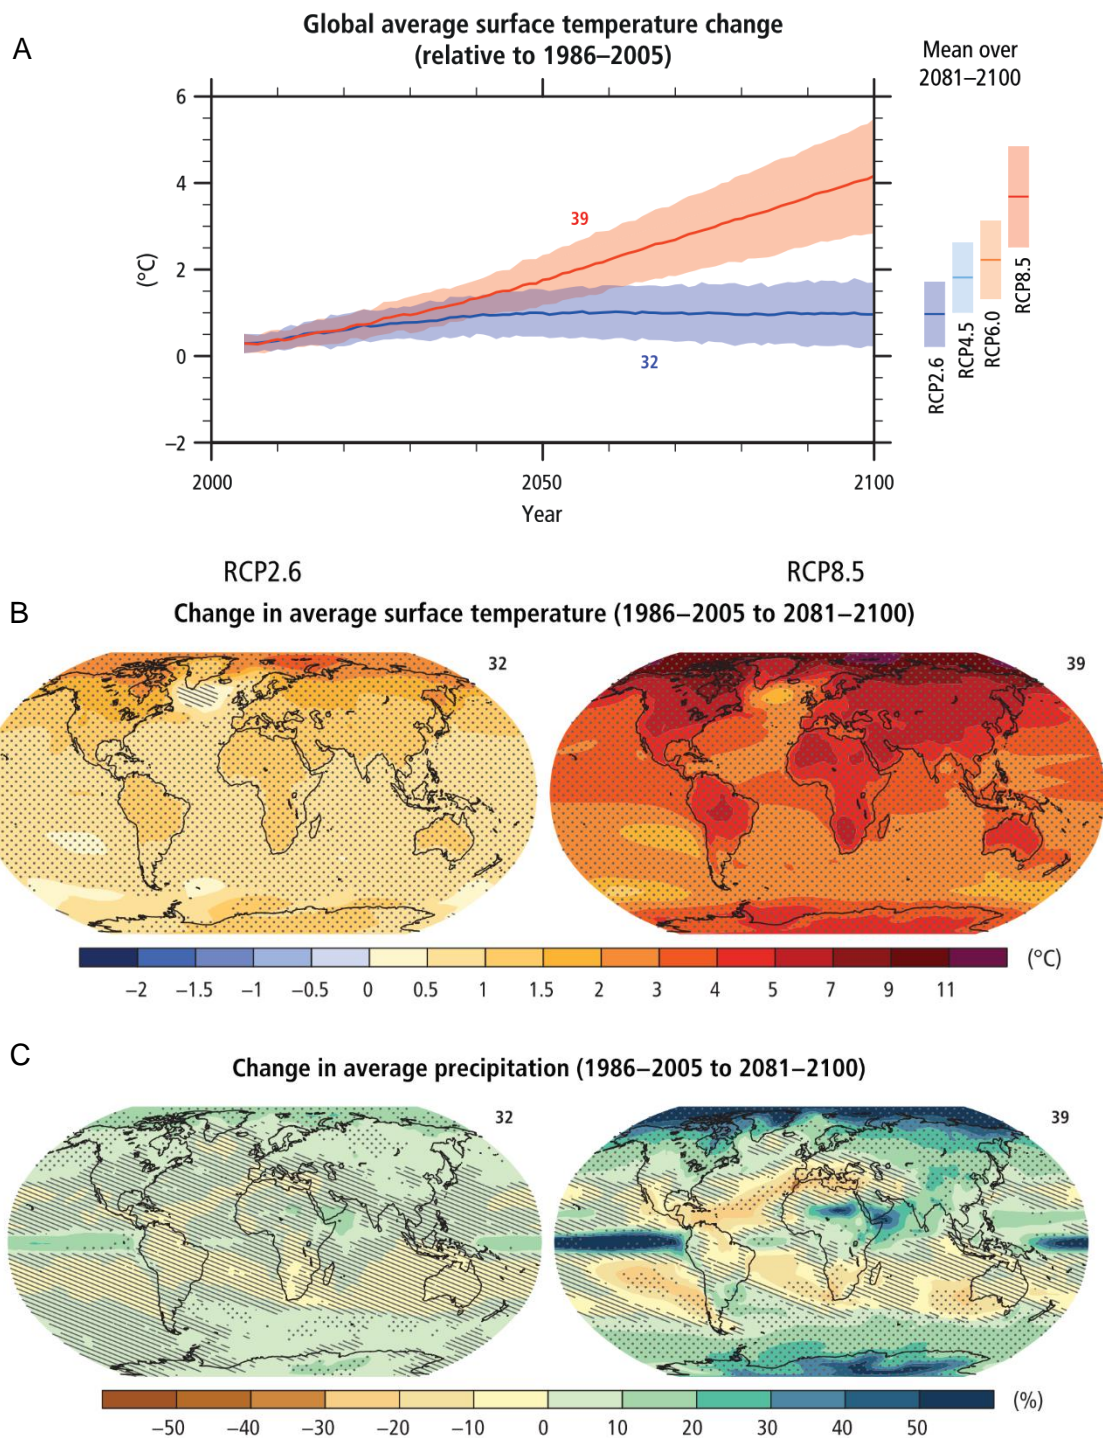 A
Global average surface temperature change
(relative to 1986–2005)
Mean over
2081–2100
6
4
2
0
−2
(°C)
39
32
2000
2050
2100
Year
RCP2.6
RCP4.5
RCP6.0
RCP8.5
RCP2.6
RCP8.5
B
Change in average surface temperature (1986–2005 to 2081–2100)
32
39
−2 −1.5 −1 −0.5 0 0.5 1 1.5 2 3 4 5 7 9 11
(°C)
C
Change in average precipitation (1986–2005 to 2081–2100)
32
39
−50 −40 −30 −20 −10 0 10 20 30 40 50
(%)